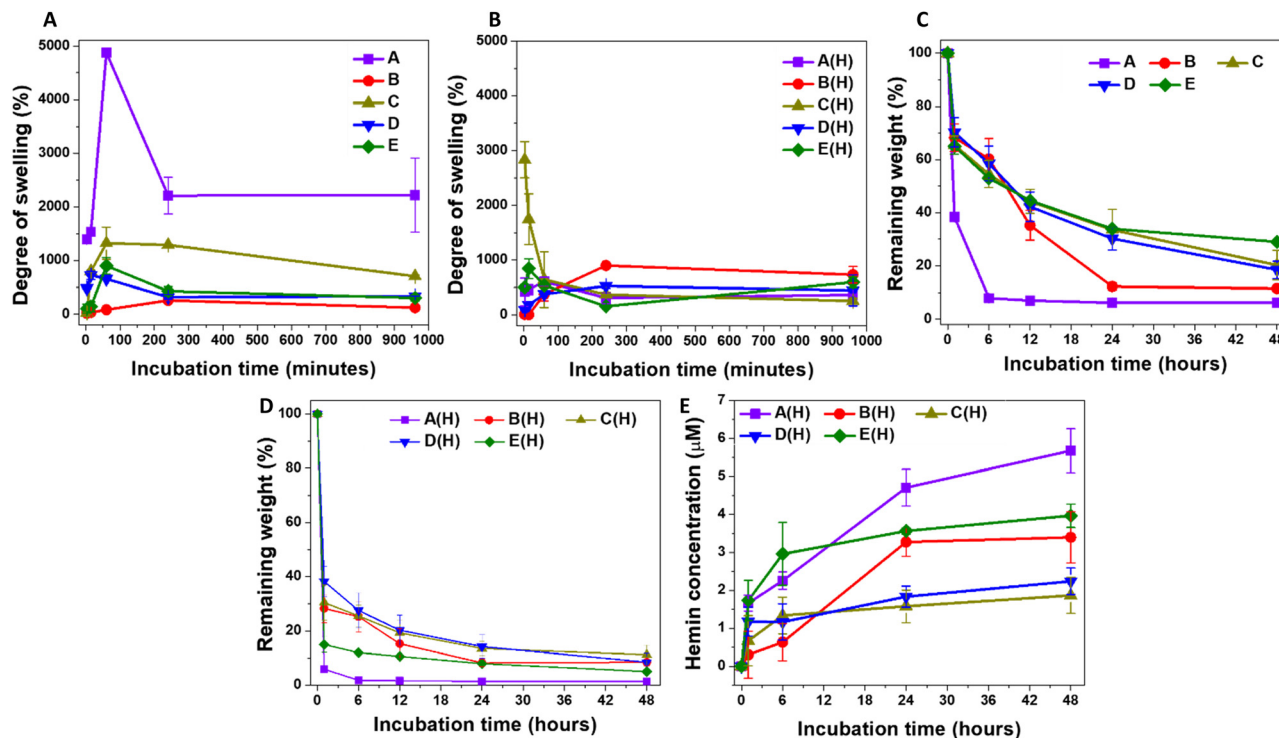 A
5000
4000
3000
2000
1000
0
Degree of swelling (%)
A
B
C
D
E
0 100 200 300 400 500 600 700 800 900 1000
Incubation time (minutes)
B
5000
4000
3000
2000
1000
0
Degree of swelling (%)
A(H)
B(H)
C(H)
D(H)
E(H)
0 100 200 300 400 500 600 700 800 900 1000
Incubation time (minutes)
C
100
80
60
40
20
0
Remaining weight (%)
A B C
D E
0 6 12 18 24 30 36 42 48
Incubation time (hours)
D
100
80
60
40
20
0
Remaining weight (%)
A(H) B(H) C(H)
D(H) E(H)
0 6 12 18 24 30 36 42 48
Incubation time (hours)
E
7
6
5
4
3
2
1
0
-1
Hemin concentration (μM)
A(H) B(H) C(H)
D(H) E(H)
0 6 12 18 24 30 36 42 48
Incubation time (hours)